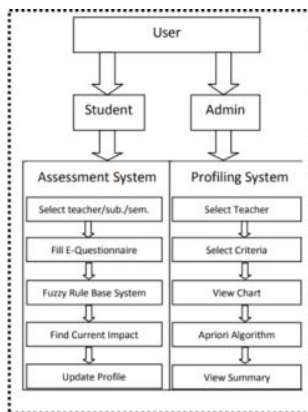 User
Student
Admin
Assessment System
Select teacher/sub./sem.
Fill E-Questionnaire
Fuzzy Rule Base System
Find Current Impact
Update Profile
Profiling System
Select Teacher
Select Criteria
View Chart
Apriori Algorithm
View Summary